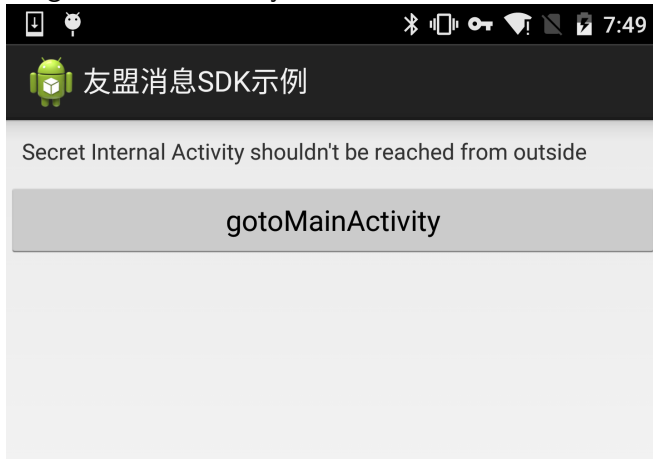 7:49
友盟消息SDK示例
Secret Internal Activity shouldn't be reached from outside
gotoMainActivity